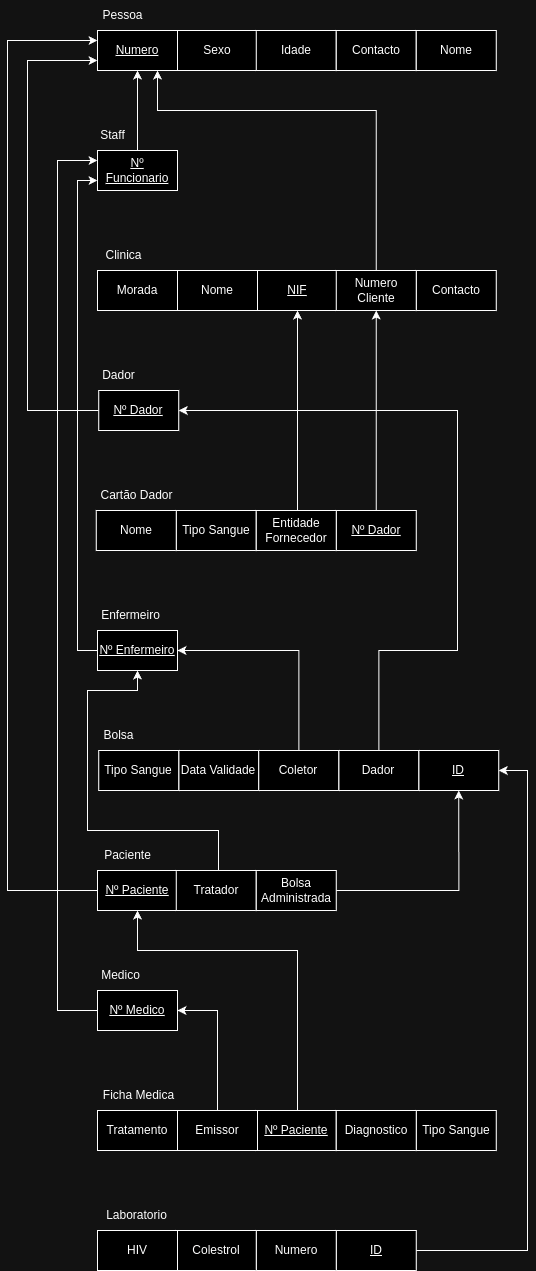 Pessoa
Numero Sexo Idade Contacto Nome
Staff
Nº
Funcionario
Clinica
Morada Nome NIF Numero
Cliente Contacto
Dador
Nº Dador
Cartão Dador
Nome Tipo Sangue Entidade
Fornecedor Nº Dador
Enfermeiro
Nº Enfermeiro
Bolsa
Tipo Sangue Data Validade Coletor Dador ID
Paciente
Nº Paciente Tratador Bolsa
Administrada
Medico
Nº Medico
Ficha Medica
Tratamento Emissor Nº Paciente Diagnostico Tipo Sangue
Laboratorio
HIV Colestrol Numero ID